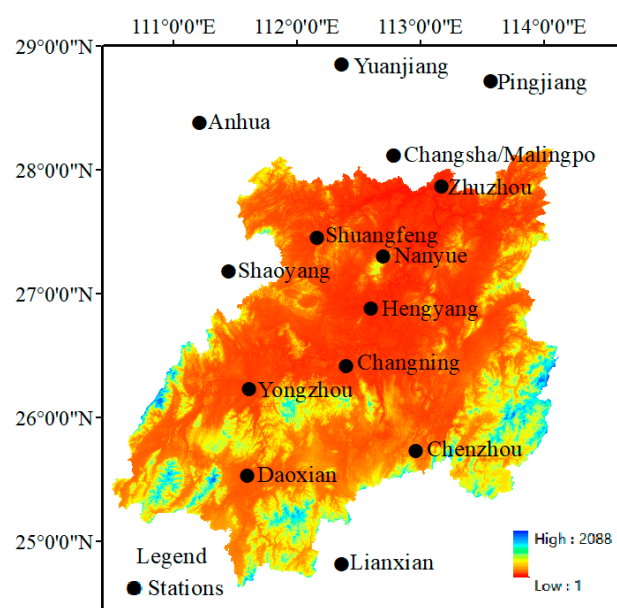 111°0'0"E 112°0'0"E 113°0'0"E 114°0'0"E
29°0'0"N
Yuanjiang
Pingjiang
Anhua
Changsha/Malingpo
28°0'0"N
Zhuzhou
Shuangfeng
Nanyue
Shaoyang
27°0'0"N
Hengyang
Changning
Yongzhou
26°0'0"N
Chenzhou
Daoxian
25°0'0"N
High : 2088
Legend
Lianxian
Low : 1
Stations